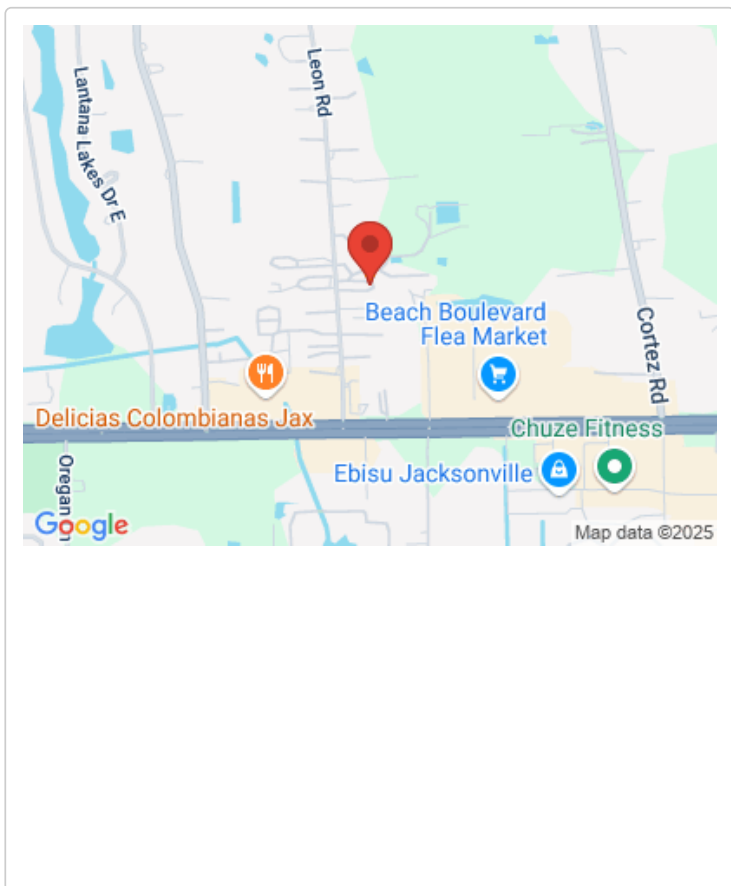 Leon Rd
Lantana Lakes Dr E
Beach Boulevard
Flea Market
Cortez Rd
Delicias Colombianas Jax
Chuze Fitness
Ebisu Jacksonville
Oregan
Google
Map data ©2025